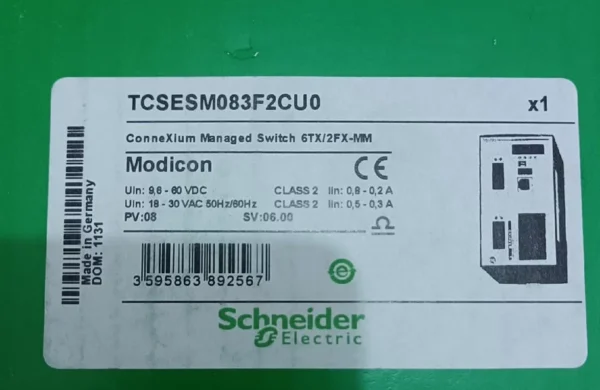 TCSESM083F2CU0 x1
ConneXium Managed Switch 6TX/2FX-MM
Modicon CE
Uin: 9,6 - 60 VDC CLASS 2 Iin: 0,8 - 0,2 A
Uin: 18 - 30 VAC 50Hz/60Hz CLASS 2 Iin: 0,5 - 0,3 A
PV:08 SV:06.00
Made in Germany
DOM: 1131
3 595863 892567
Schneider
Electric